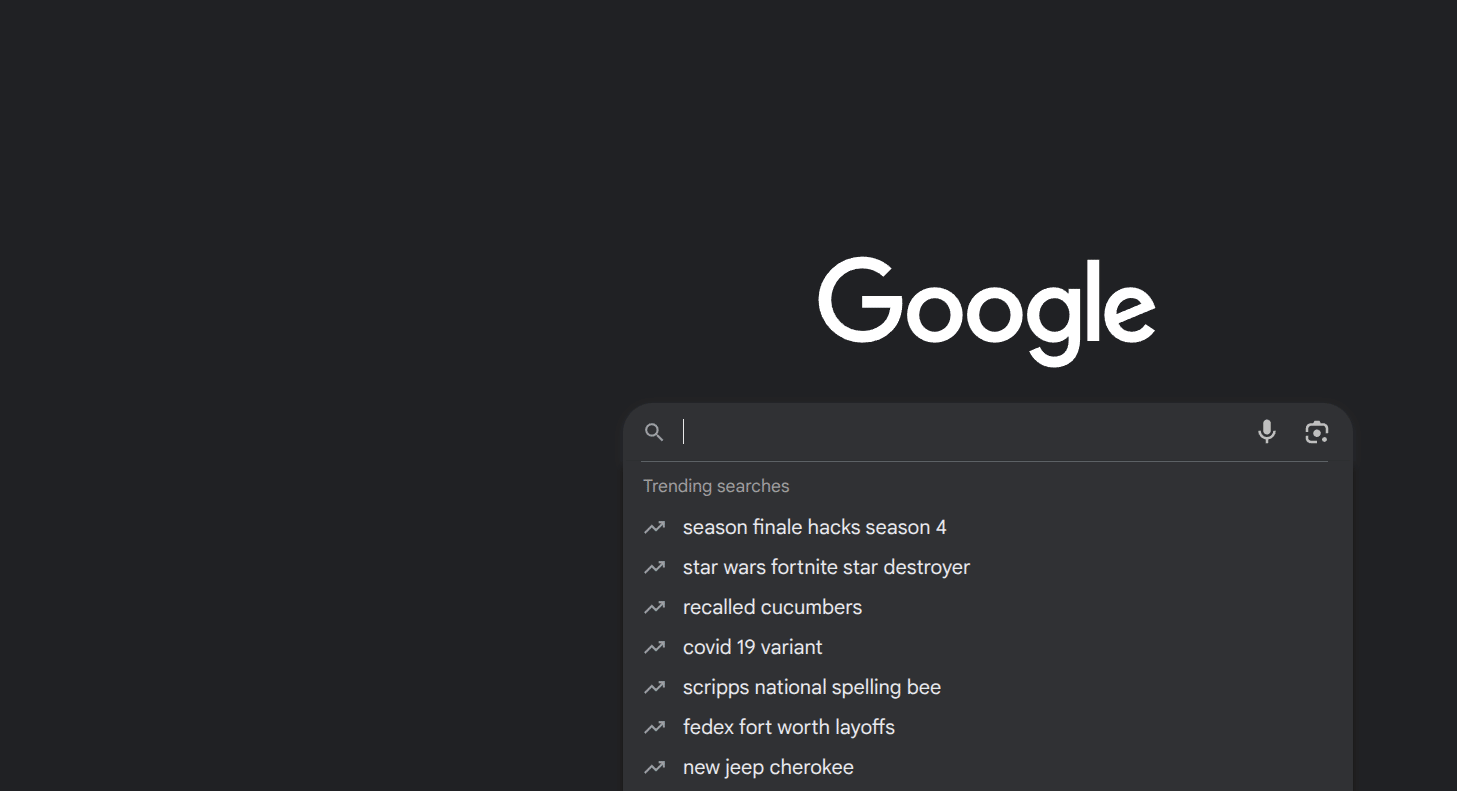 Google
Trending searches
season finale hacks season 4
star wars fortnite star destroyer
recalled cucumbers
covid 19 variant
scripps national spelling bee
fedex fort worth layoffs
new jeep cherokee